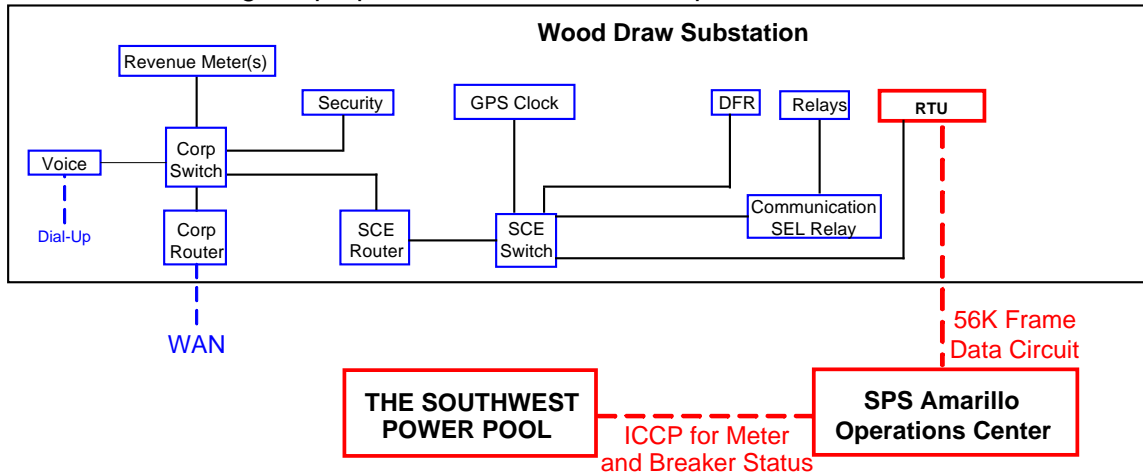 Wood Draw Substation
Revenue Meter(s)
Security
GPS Clock
DFR
Relays
RTU
Voice
Corp
Switch
Dial-Up
Corp
Router
SCE
Router
SCE
Switch
Communication
SEL Relay
WAN
56K Frame
Data Circuit
THE SOUTHWEST
POWER POOL
ICCP for Meter
and Breaker Status
SPS Amarillo
Operations Center